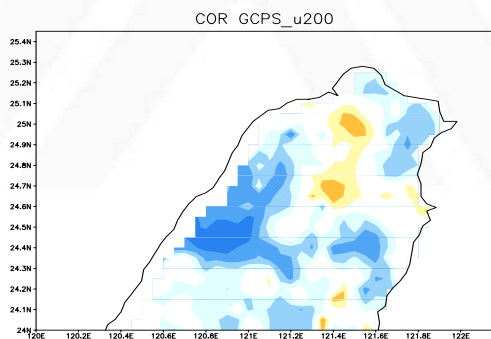 COR GCPS_u200
25.4N
25.3N
25.2N
25.1N
25N
24.9N
24.8N
24.7N
24.6N
24.5N
24.4N
24.3N
24.2N
24.1N
24N
120E 120.2E 120.4E 120.6E 120.8E 121E 121.2E 121.4E 121.6E 121.8E 122E